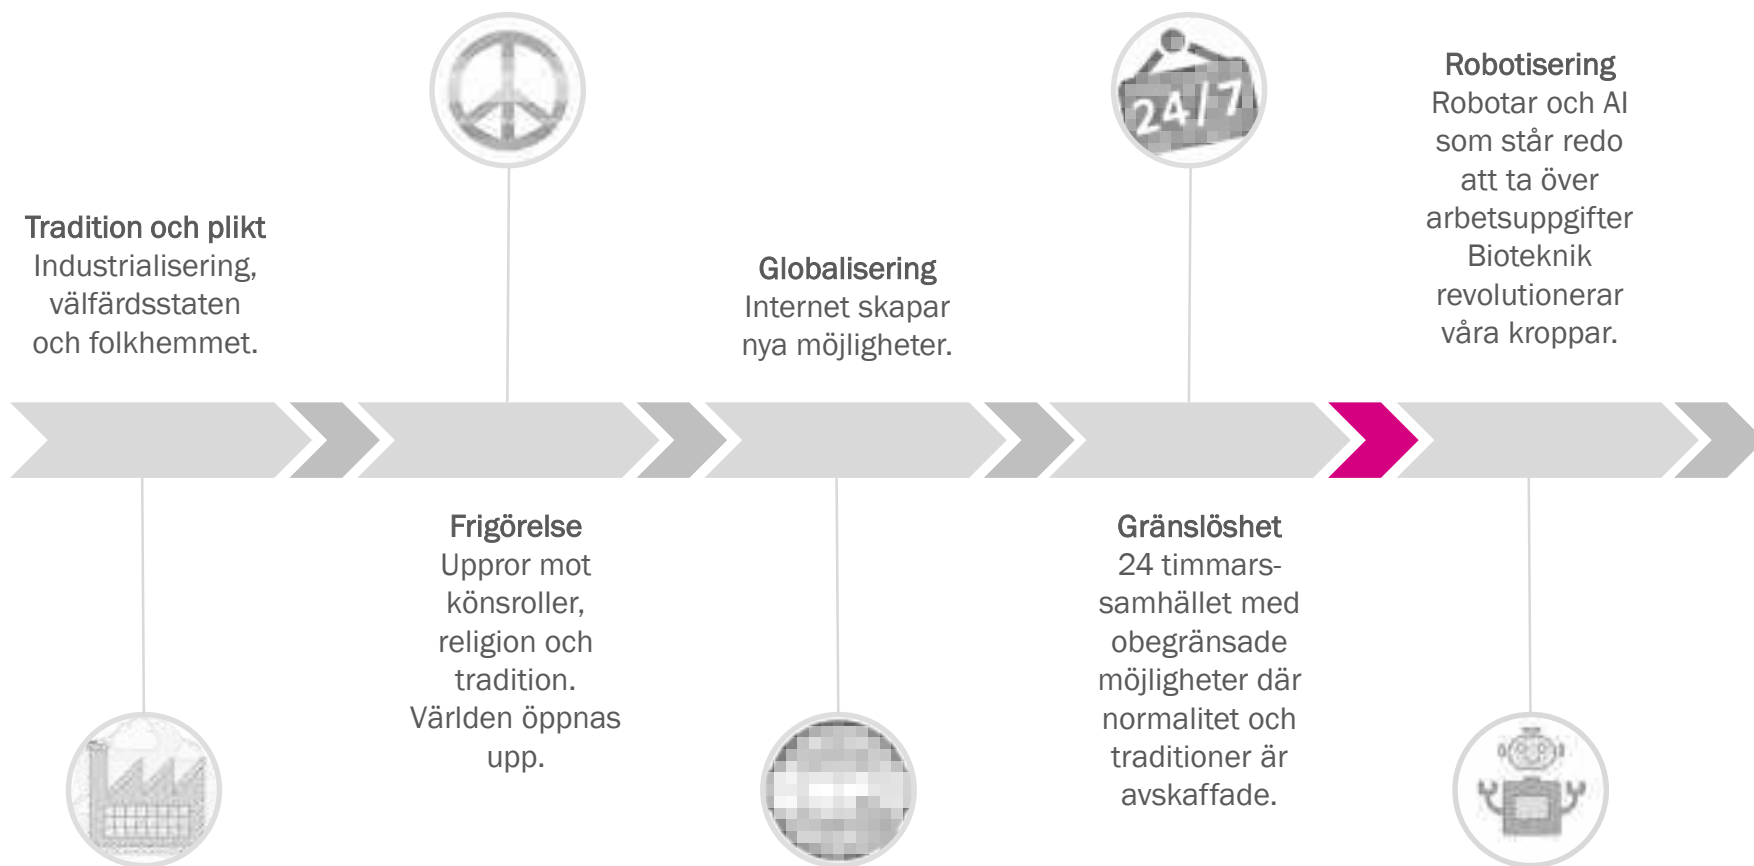 Tradition och plikt
Industrialisering,
välfärdsstaten
och folkhemmet.
Frigörelse
Uppror mot
könsroller,
religion och
tradition.
Världen öppnas
upp.
Globalisering
Internet skapar
nya möjligheter.
24/7
Gränslöshet
24 timmars-
samhället med
obegränsade
möjligheter där
normalitet och
traditioner är
avskaffade.
Robotisering
Robotar och AI
som står redo
att ta över
arbetsuppgifter
Bioteknik
revolutionerar
våra kroppar.